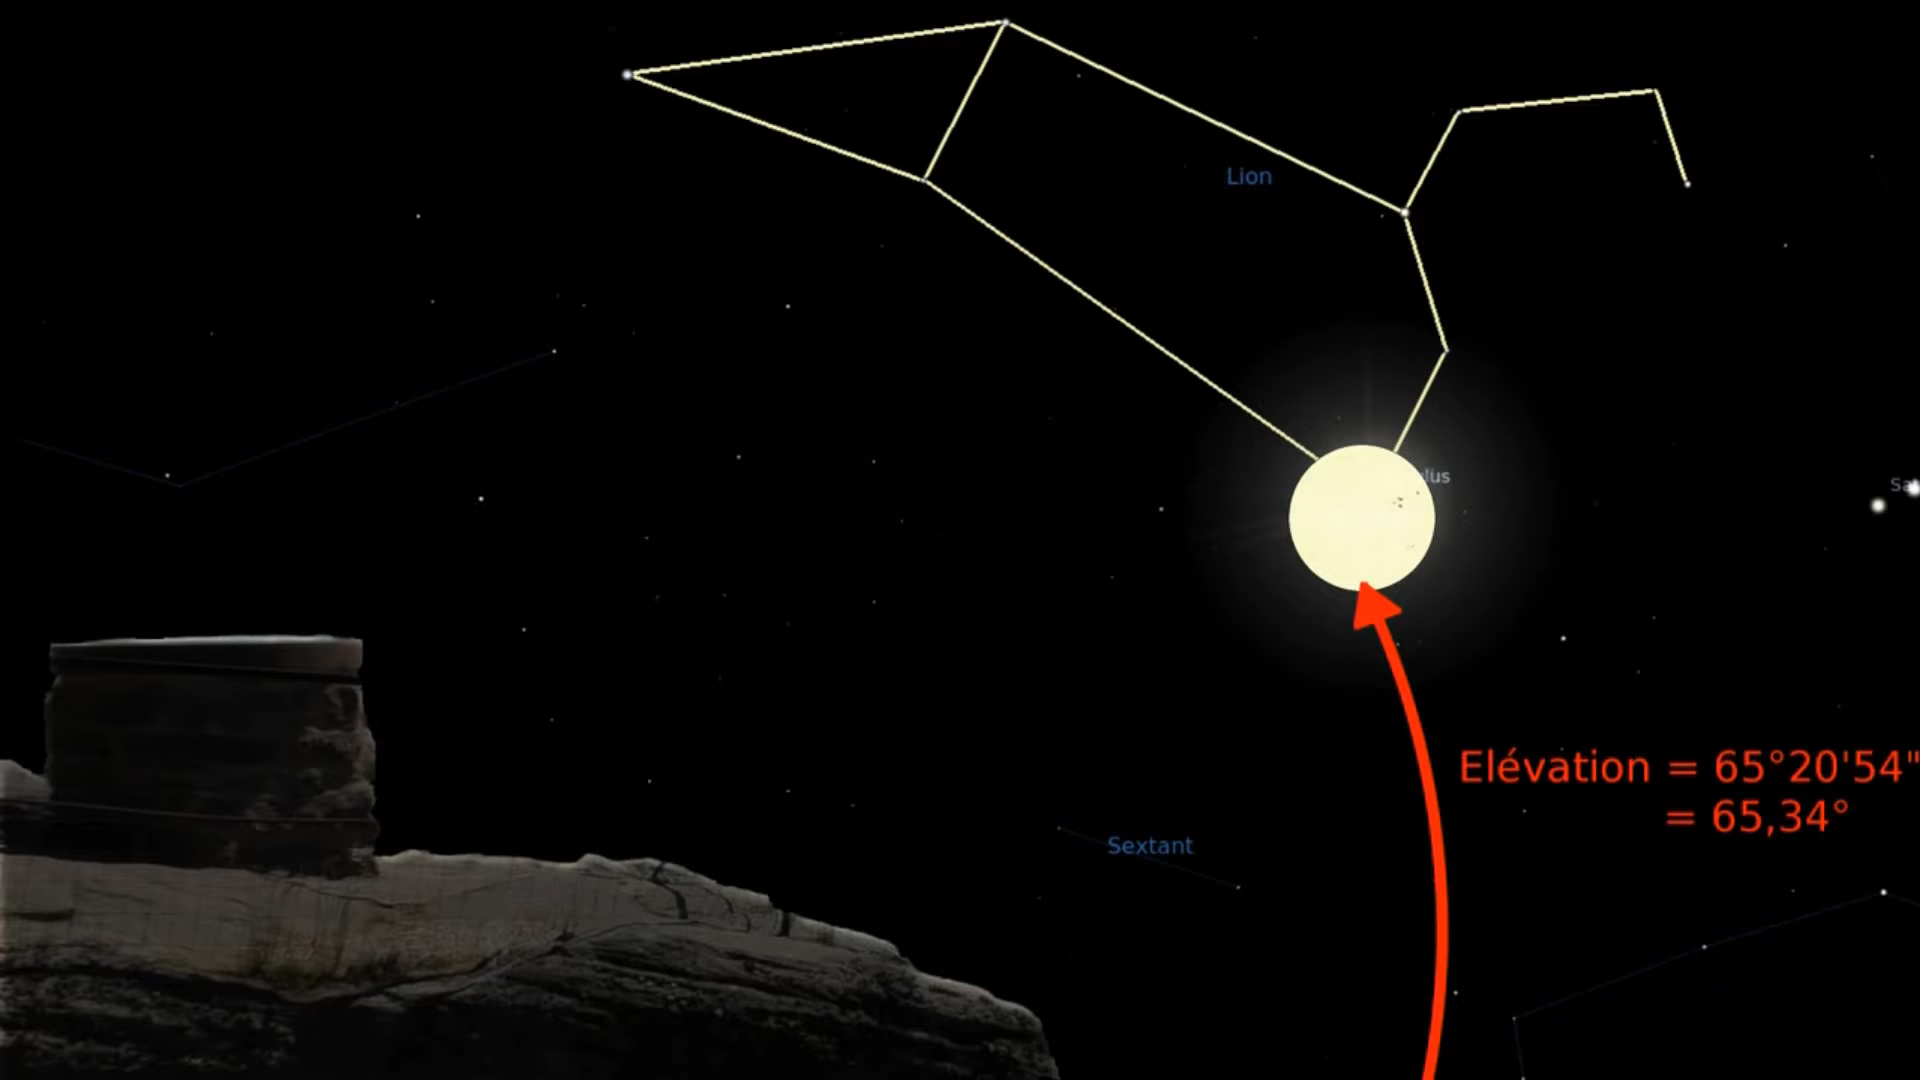 Lion
Elévation = 65°20'54"
= 65,34°
Sextant